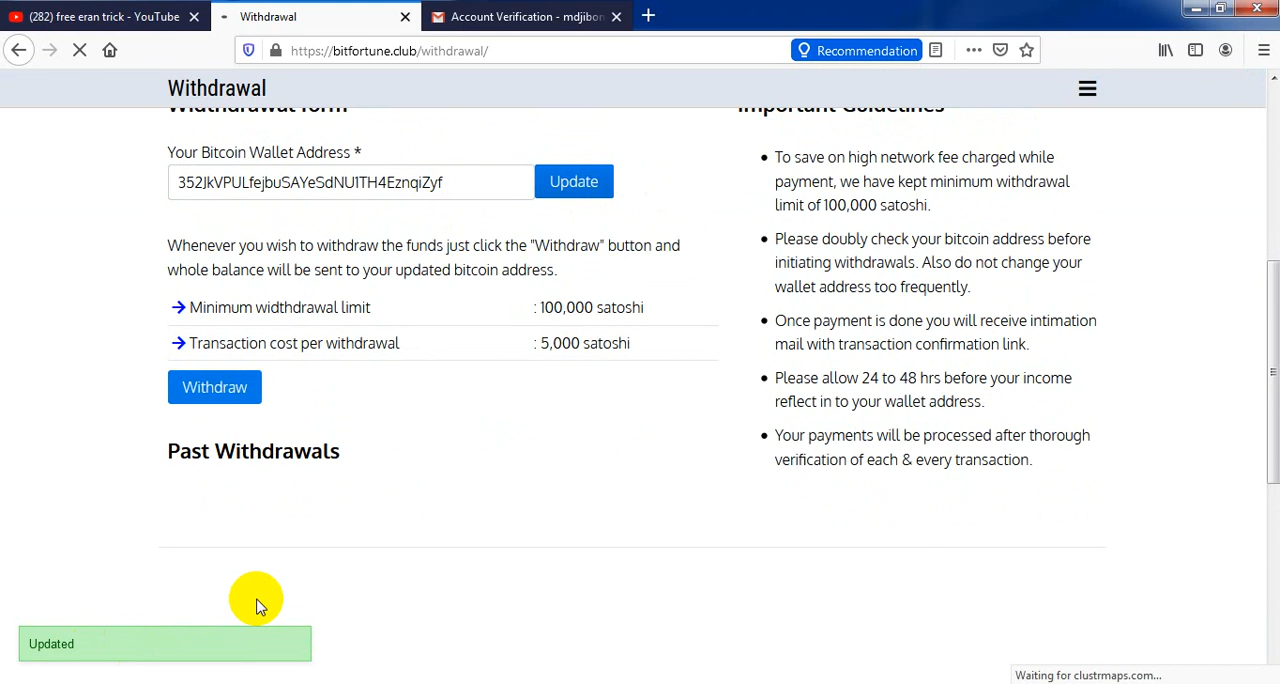 (282) free eran trick - YouTube
Withdrawal
Account Verification - mdjibon
https://bitfortune.club/withdrawal/
Recommendation
Withdrawal
Widthdrawal form
Important Guidelines
Your Bitcoin Wallet Address *
352JkVPULfejbuSAYeSdNU1TH4EznqiZyf
Update
Whenever you wish to withdraw the funds just click the "Withdraw" button and
whole balance will be sent to your updated bitcoin address.
Minimum widthdrawal limit : 100,000 satoshi
Transaction cost per withdrawal : 5,000 satoshi
Withdraw
Past Withdrawals
To save on high network fee charged while
payment, we have kept minimum withdrawal
limit of 100,000 satoshi.
Please doubly check your bitcoin address before
initiating withdrawals. Also do not change your
wallet address too frequently.
Once payment is done you will receive intimation
mail with transaction confirmation link.
Please allow 24 to 48 hrs before your income
reflect in to your wallet address.
Your payments will be processed after thorough
verification of each & every transaction.
Updated
Waiting for clustrmaps.com...